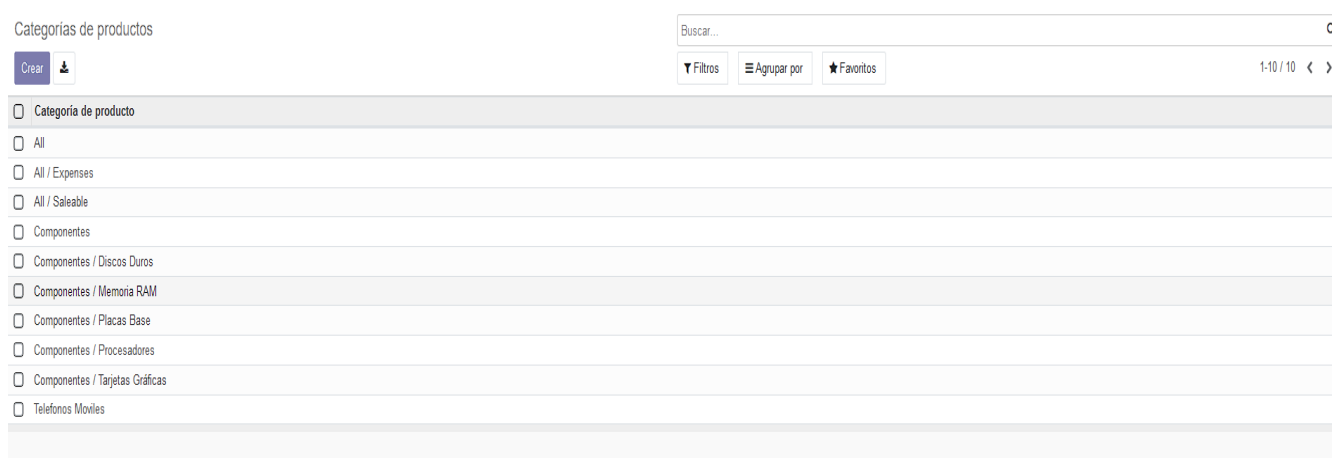 Categorías de productos
Buscar...
Crear
Filtros Agrupar por Favoritos 1-10 / 10
Categoría de producto
All
All / Expenses
All / Saleable
Componentes
Componentes / Discos Duros
Componentes / Memoria RAM
Componentes / Placas Base
Componentes / Procesadores
Componentes / Tarjetas Gráficas
Telefonos Moviles